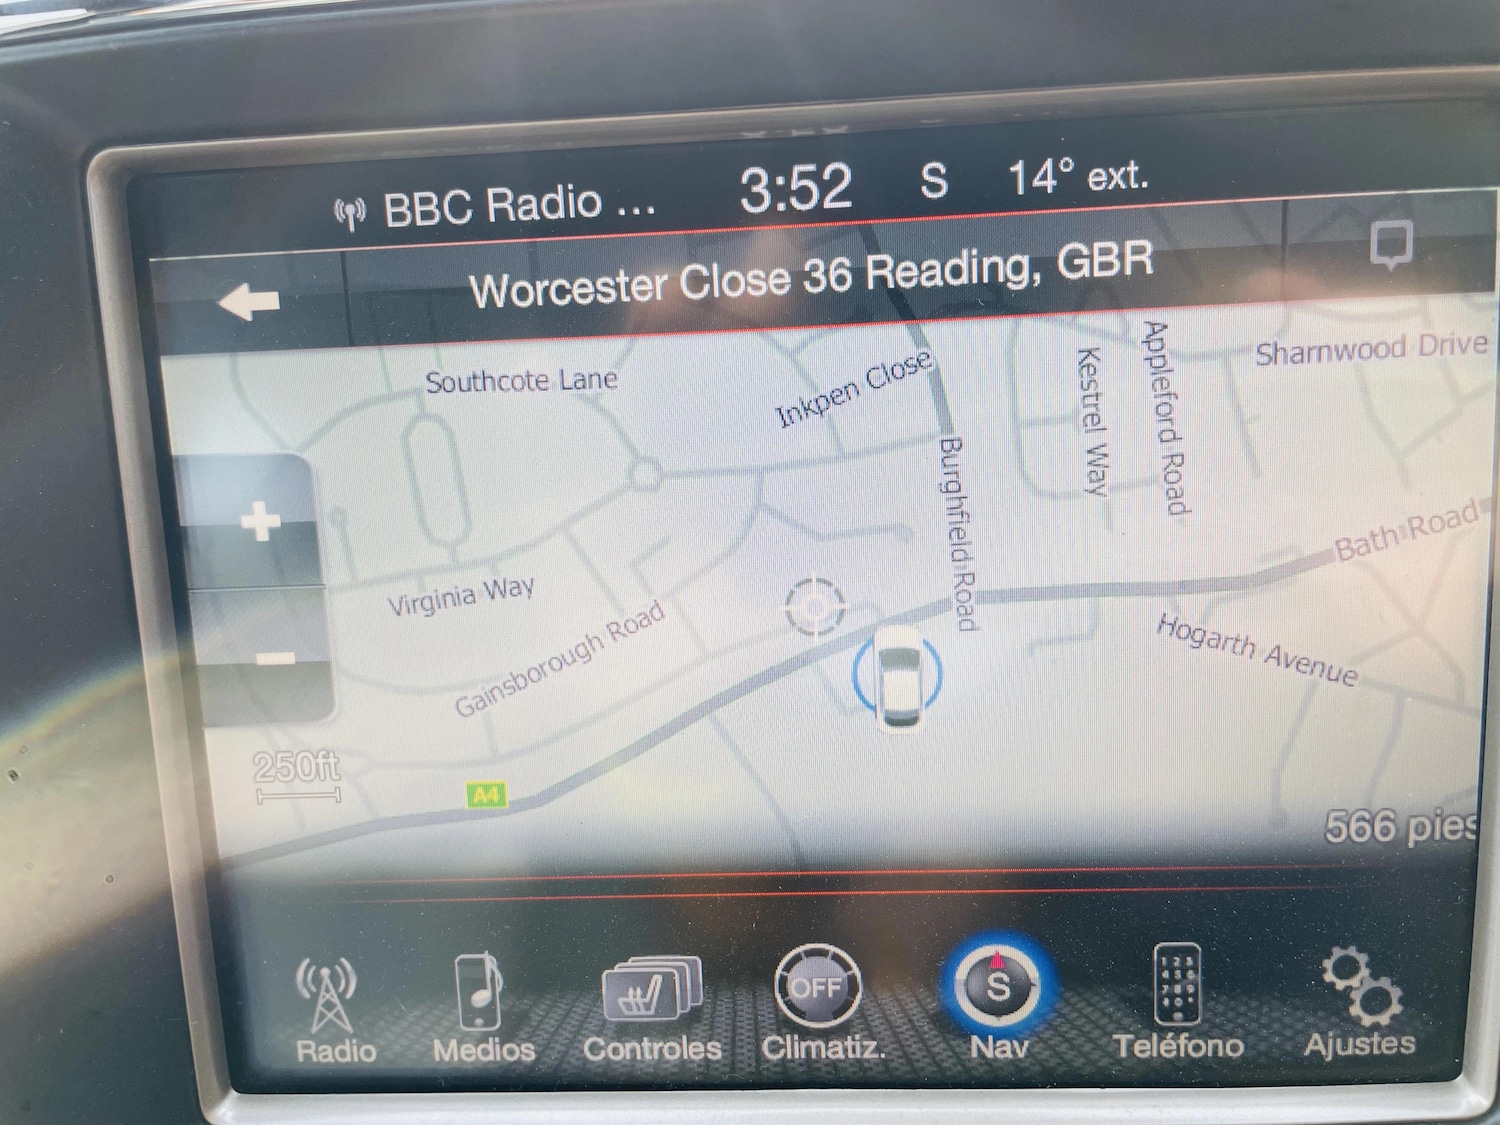 BBC Radio ... 3:52 S 14° ext.
Worcester Close 36 Reading, GBR
Southcote Lane
Inkpen Close
Kestrel Way
Appleford Road
Sharnwood Drive
Burghfield Road
Bath Road
Virginia Way
Gainsborough Road
Hogarth Avenue
250ft
A4
566 pies
OFF
S
Radio Medios Controles Climatiz. Nav Teléfono Ajustes